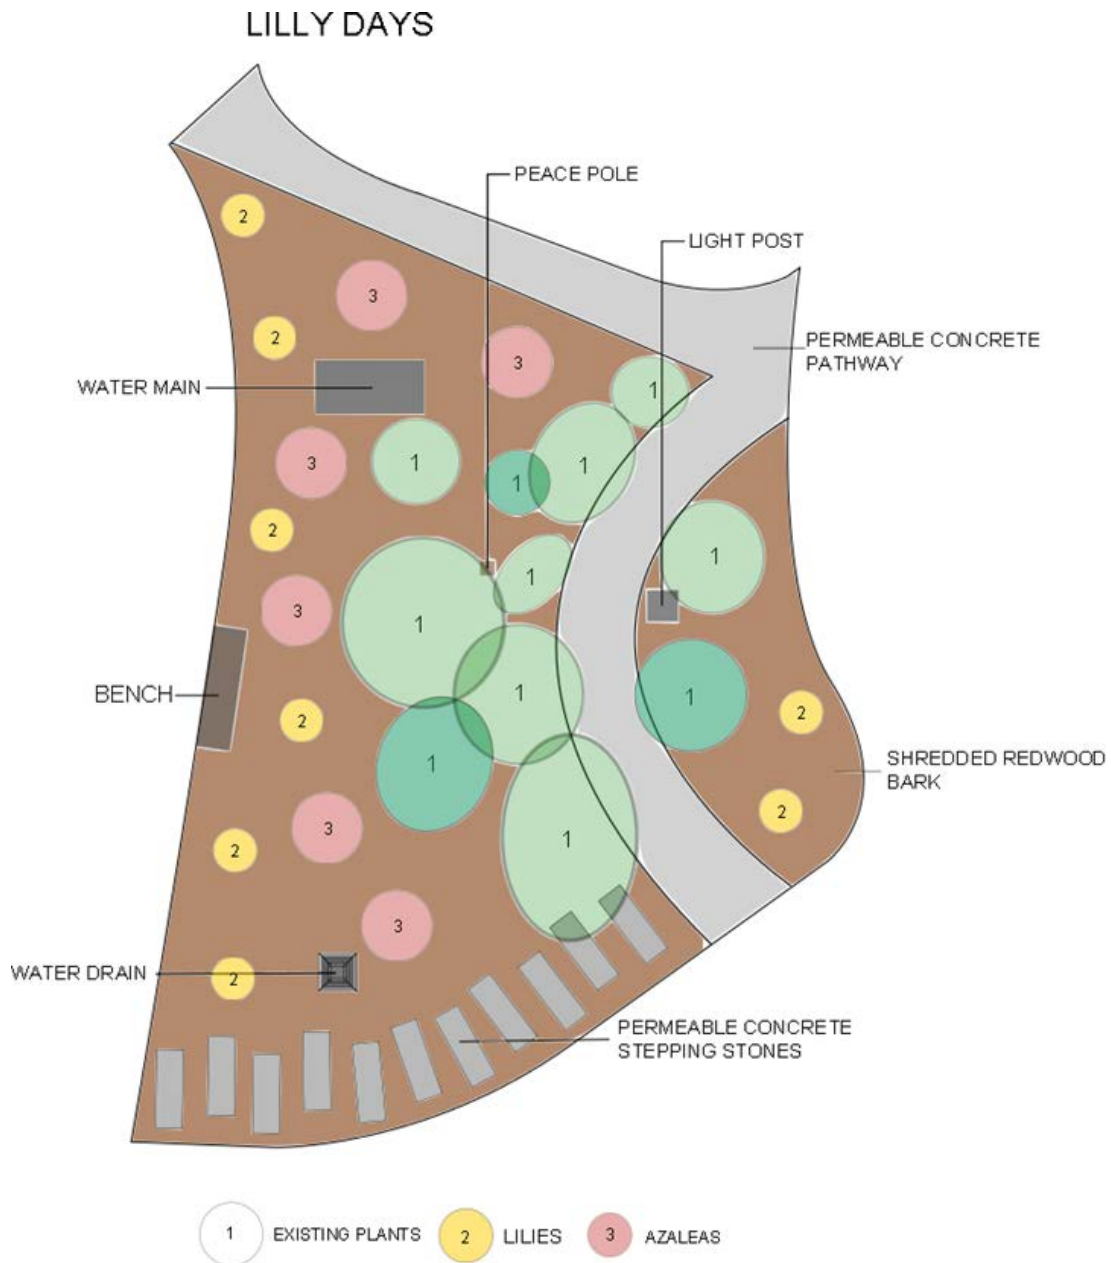 LILLY DAYS
PEACE POLE
LIGHT POST
2
3
2
3
PERMEABLE CONCRETE
PATHWAY
WATER MAIN
1
3
1
1
1
2
1
1
3
1
1
1
BENCH
2
2
1
SHREDDED REDWOOD
BARK
2
3
1
2
3
WATER DRAIN
2
PERMEABLE CONCRETE
STEPPING STONES
1 EXISTING PLANTS 2 LILIES 3 AZALEAS